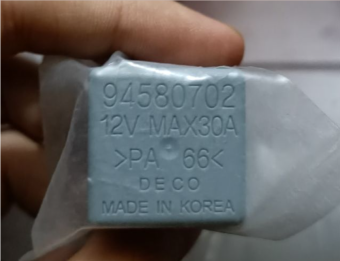 94580702
12V MAX30A
>PA 66<
DECO
MADE IN KOREA